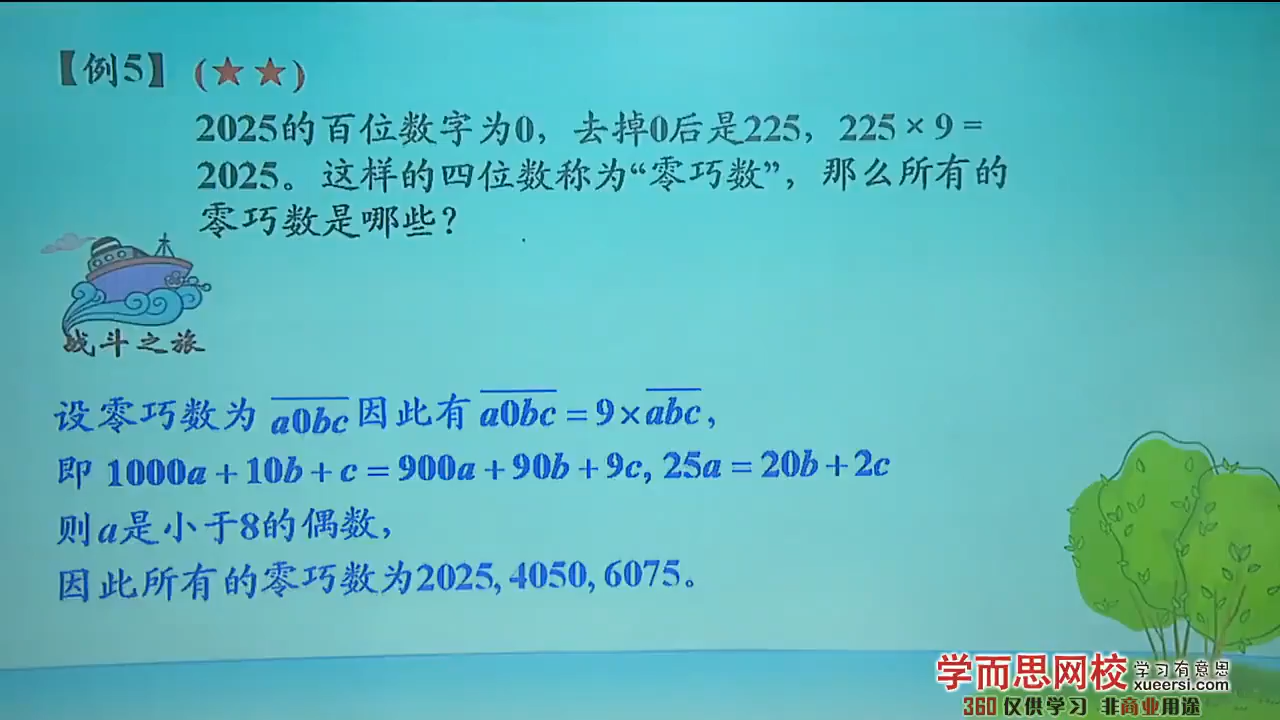 【例5】(★★)
2025的百位数字为0，去掉0后是225，225×9=
2025。这样的四位数称为“零巧数”，那么所有的
零巧数是哪些？
战斗之旅
设零巧数为 a̅0̅b̅c̅ 因此有 a̅0̅b̅c̅ = 9×a̅b̅c̅，
即 1000a+10b+c=900a+90b+9c, 25a=20b+2c
则a是小于8的偶数，
因此所有的零巧数为2025,4050,6075。
学而思网校 学习有意思
xueersi.com
360 仅供学习 非商业用途